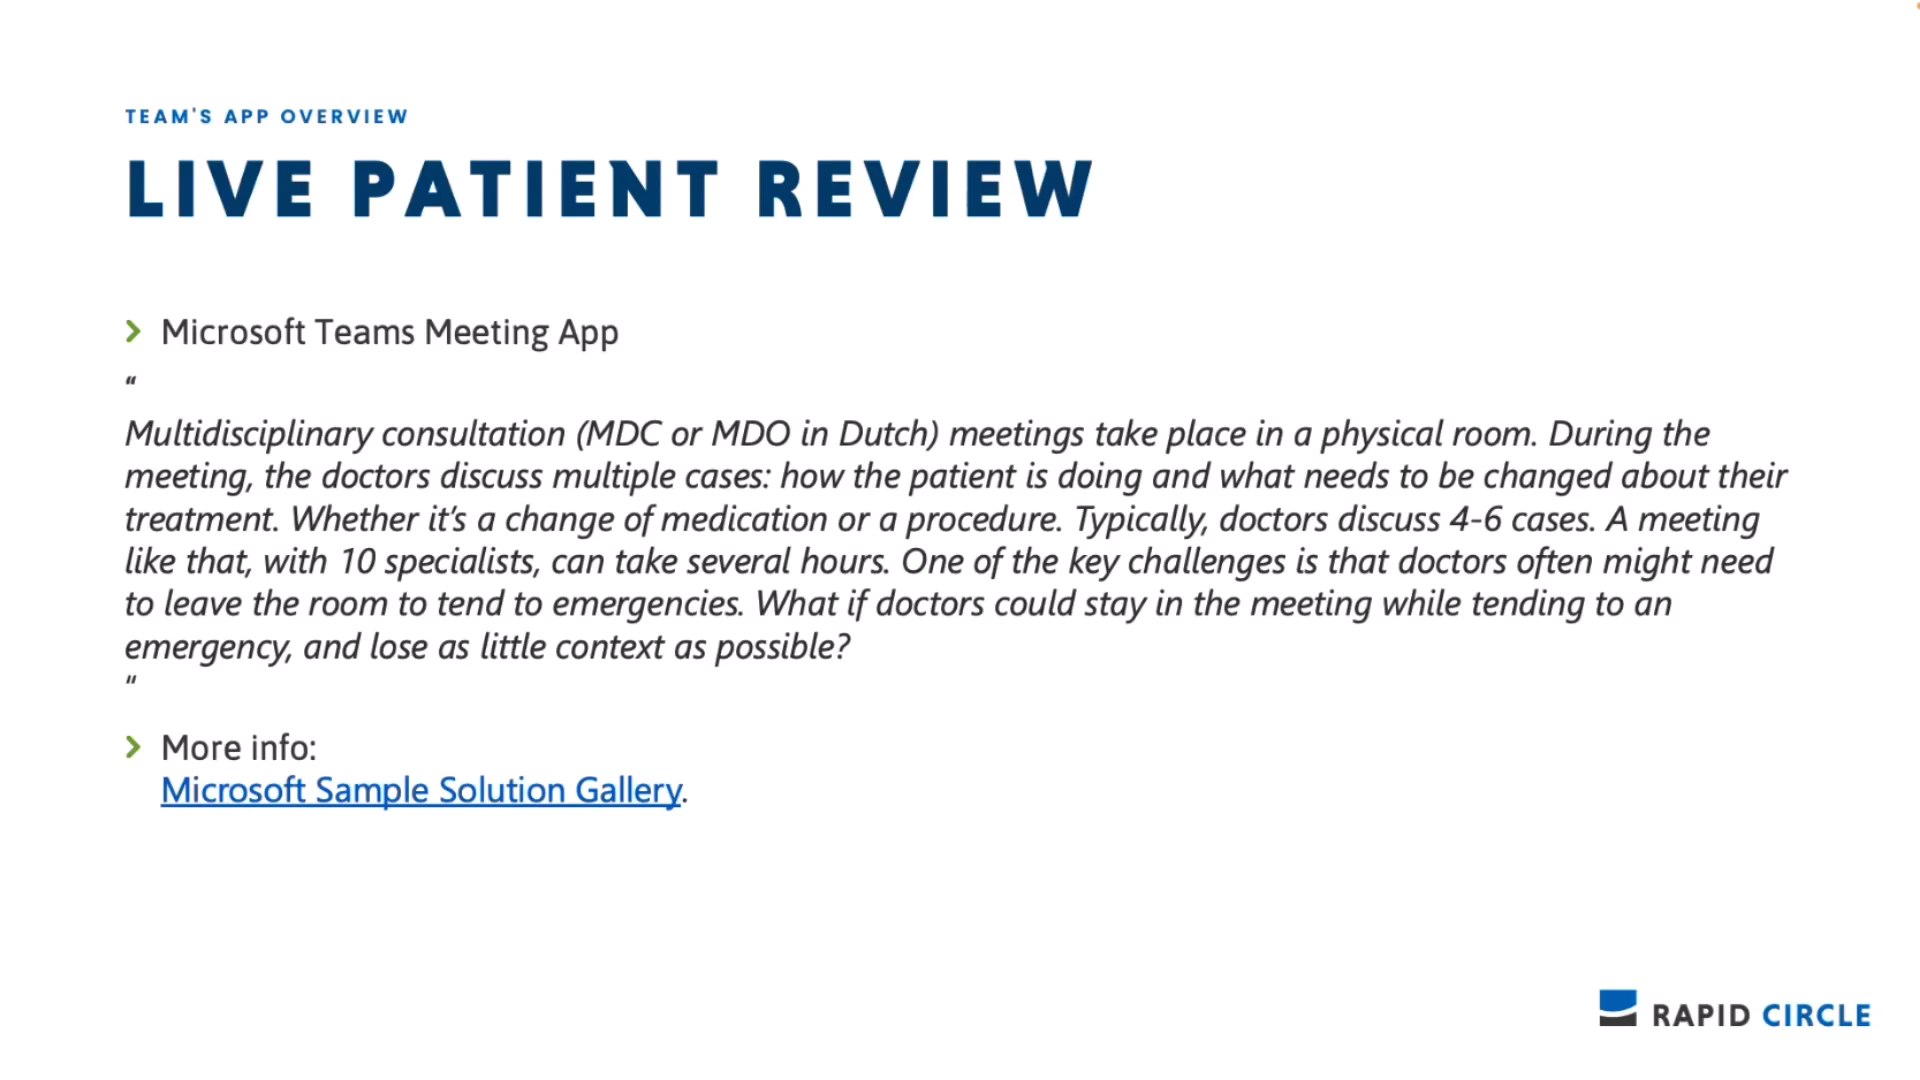 TEAM'S APP OVERVIEW
LIVE PATIENT REVIEW
Microsoft Teams Meeting App
“
Multidisciplinary consultation (MDC or MDO in Dutch) meetings take place in a physical room. During the
meeting, the doctors discuss multiple cases: how the patient is doing and what needs to be changed about their
treatment. Whether it’s a change of medication or a procedure. Typically, doctors discuss 4-6 cases. A meeting
like that, with 10 specialists, can take several hours. One of the key challenges is that doctors often might need
to leave the room to tend to emergencies. What if doctors could stay in the meeting while tending to an
emergency, and lose as little context as possible?
“
More info:
Microsoft Sample Solution Gallery.
RAPID CIRCLE